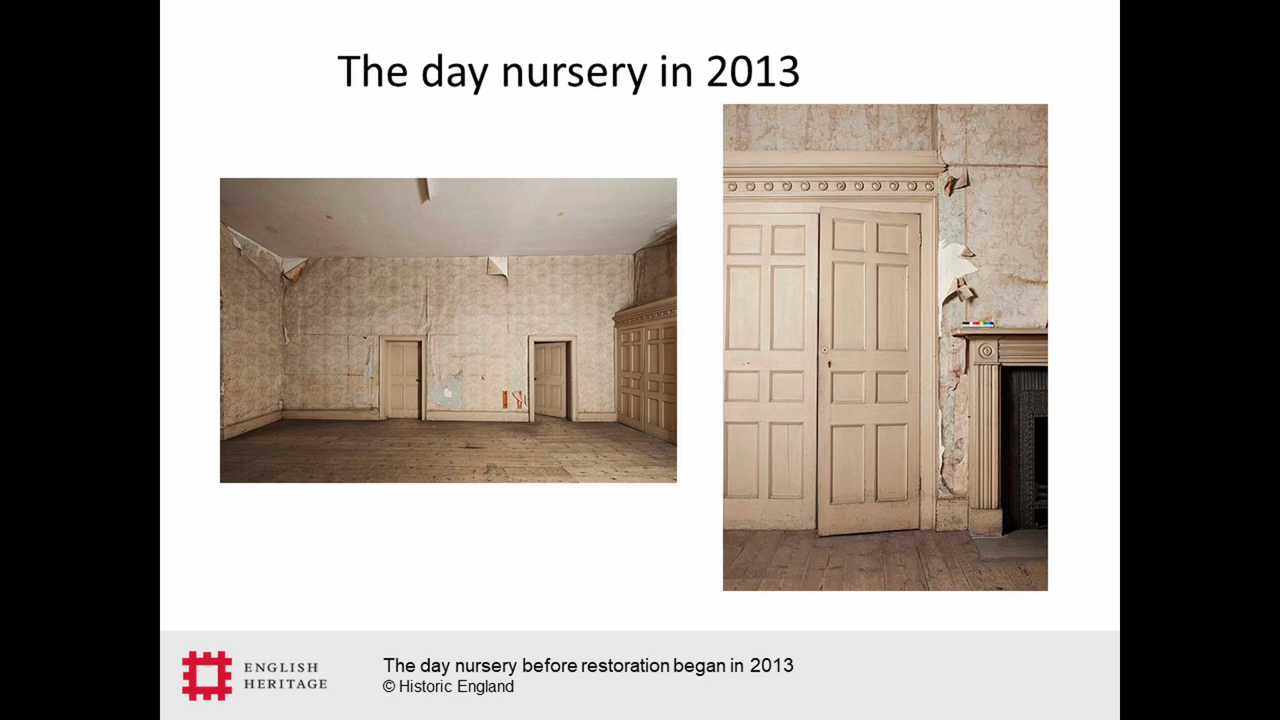 The day nursery in 2013
ENGLISH
HERITAGE
The day nursery before restoration began in 2013
© Historic England